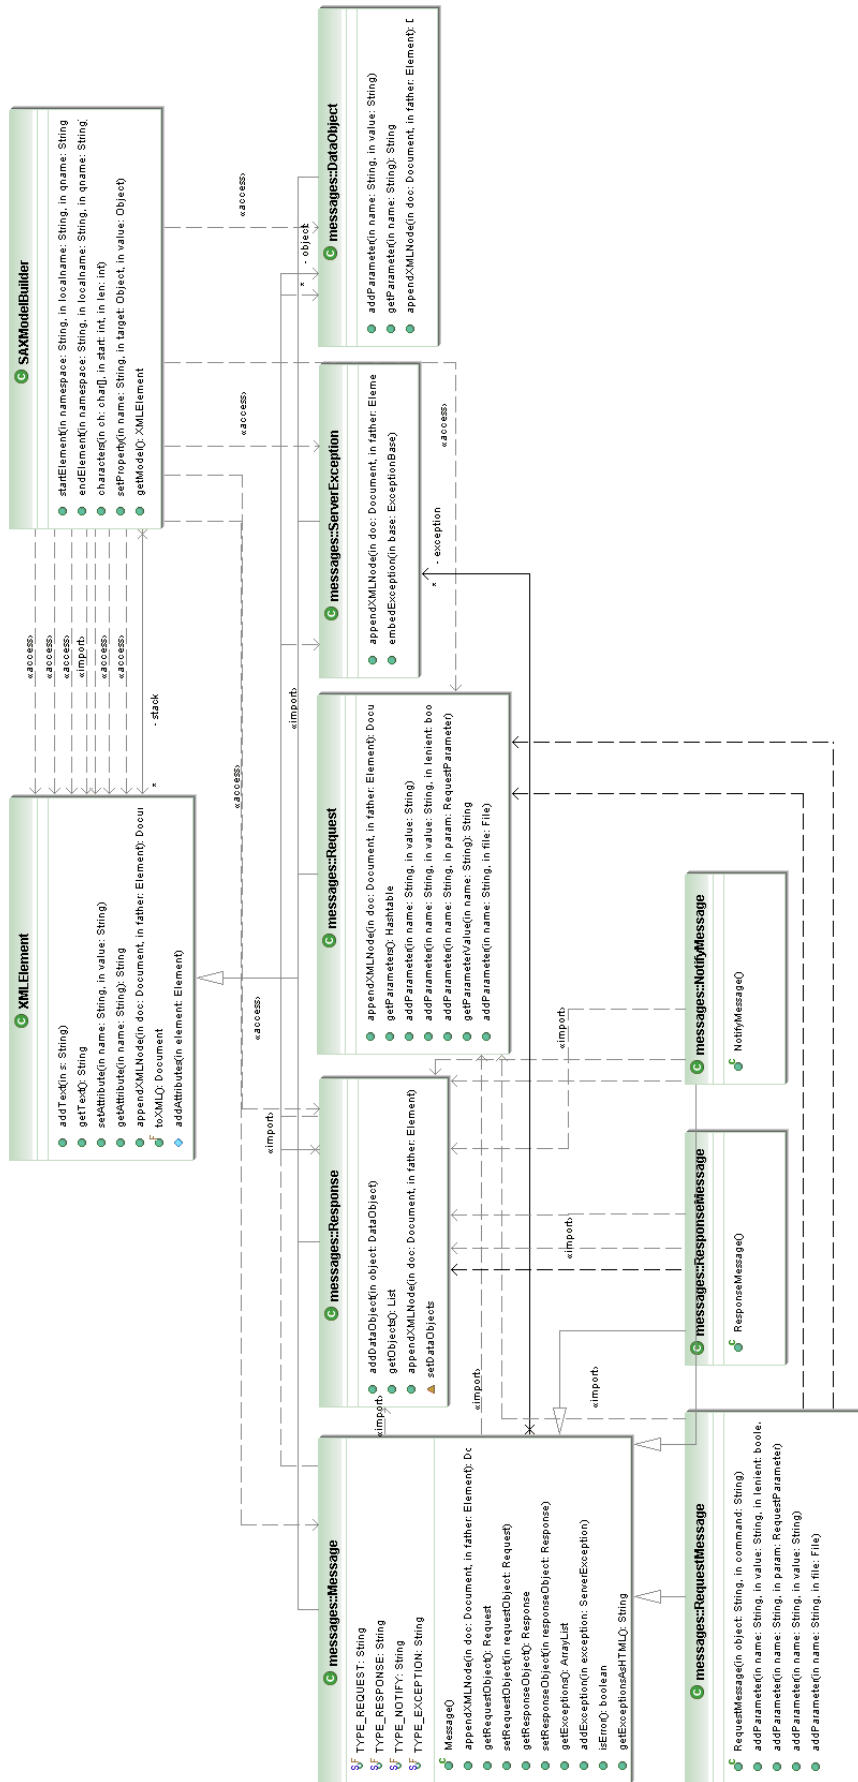 SAXModelBuilder
startElement(in namespace: String, in localname: String, in qname: String
endElement(in namespace: String, in localname: String, in qname: String
characters(in ch: char[], in start: int, in len: int)
setProperty(in name: String, in target: Object, in value: Object)
getModel(): XMLElement
XMLElement
addText(in s: String)
getText(): String
setAttribute(in name: String, in value: String)
getAttribute(in name: String): String
appendXMLNode(in doc: Document, in father: Element): Docu
toXML(): Document
addAttributes(in element: Element)
«access»
«access»
«access»
«import»
«access»
«access»
- stack
*
«access»
«access»
«access»
«access»
«access»
«import»
«import»
- object
*
- exception
*
messages::DataObject
addParameter(in name: String, in value: String)
getParameter(in name: String): String
appendXMLNode(in doc: Document, in father: Element): D
messages::ServerException
appendXMLNode(in doc: Document, in father: Eleme
embedException(in base: ExceptionBase)
messages::Request
appendXMLNode(in doc: Document, in father: Element): Docu
getParameters(): Hashtable
addParameter(in name: String, in value: String)
addParameter(in name: String, in value: String, in lenient: boo
addParameter(in name: String, in param: RequestParameter)
getParameterValue(in name: String): String
addParameter(in name: String, in file: File)
messages::Response
addDataObject(in object: DataObject)
getObjects(): List
appendXMLNode(in doc: Document, in father: Element)
setDataObjects
messages::Message
TYPE_REQUEST: String
TYPE_RESPONSE: String
TYPE_NOTIFY: String
TYPE_EXCEPTION: String
Message()
appendXMLNode(in doc: Document, in father: Element): Dc
getRequestObject(): Request
setRequestObject(in requestObject: Request)
getResponseObject(): Response
setResponseObject(in responseObject: Response)
getExceptions(): ArrayList
addException(in exception: ServerException)
isError(): boolean
getExceptionsAsHTML(): String
«import»
«import»
«import»
«import»
«import»
messages::NotifyMessage
NotifyMessage()
messages::ResponseMessage
ResponseMessage()
messages::RequestMessage
RequestMessage(in object: String, in command: String)
addParameter(in name: String, in value: String, in lenient: boole.
addParameter(in name: String, in param: RequestParameter)
addParameter(in name: String, in value: String)
addParameter(in name: String, in file: File)